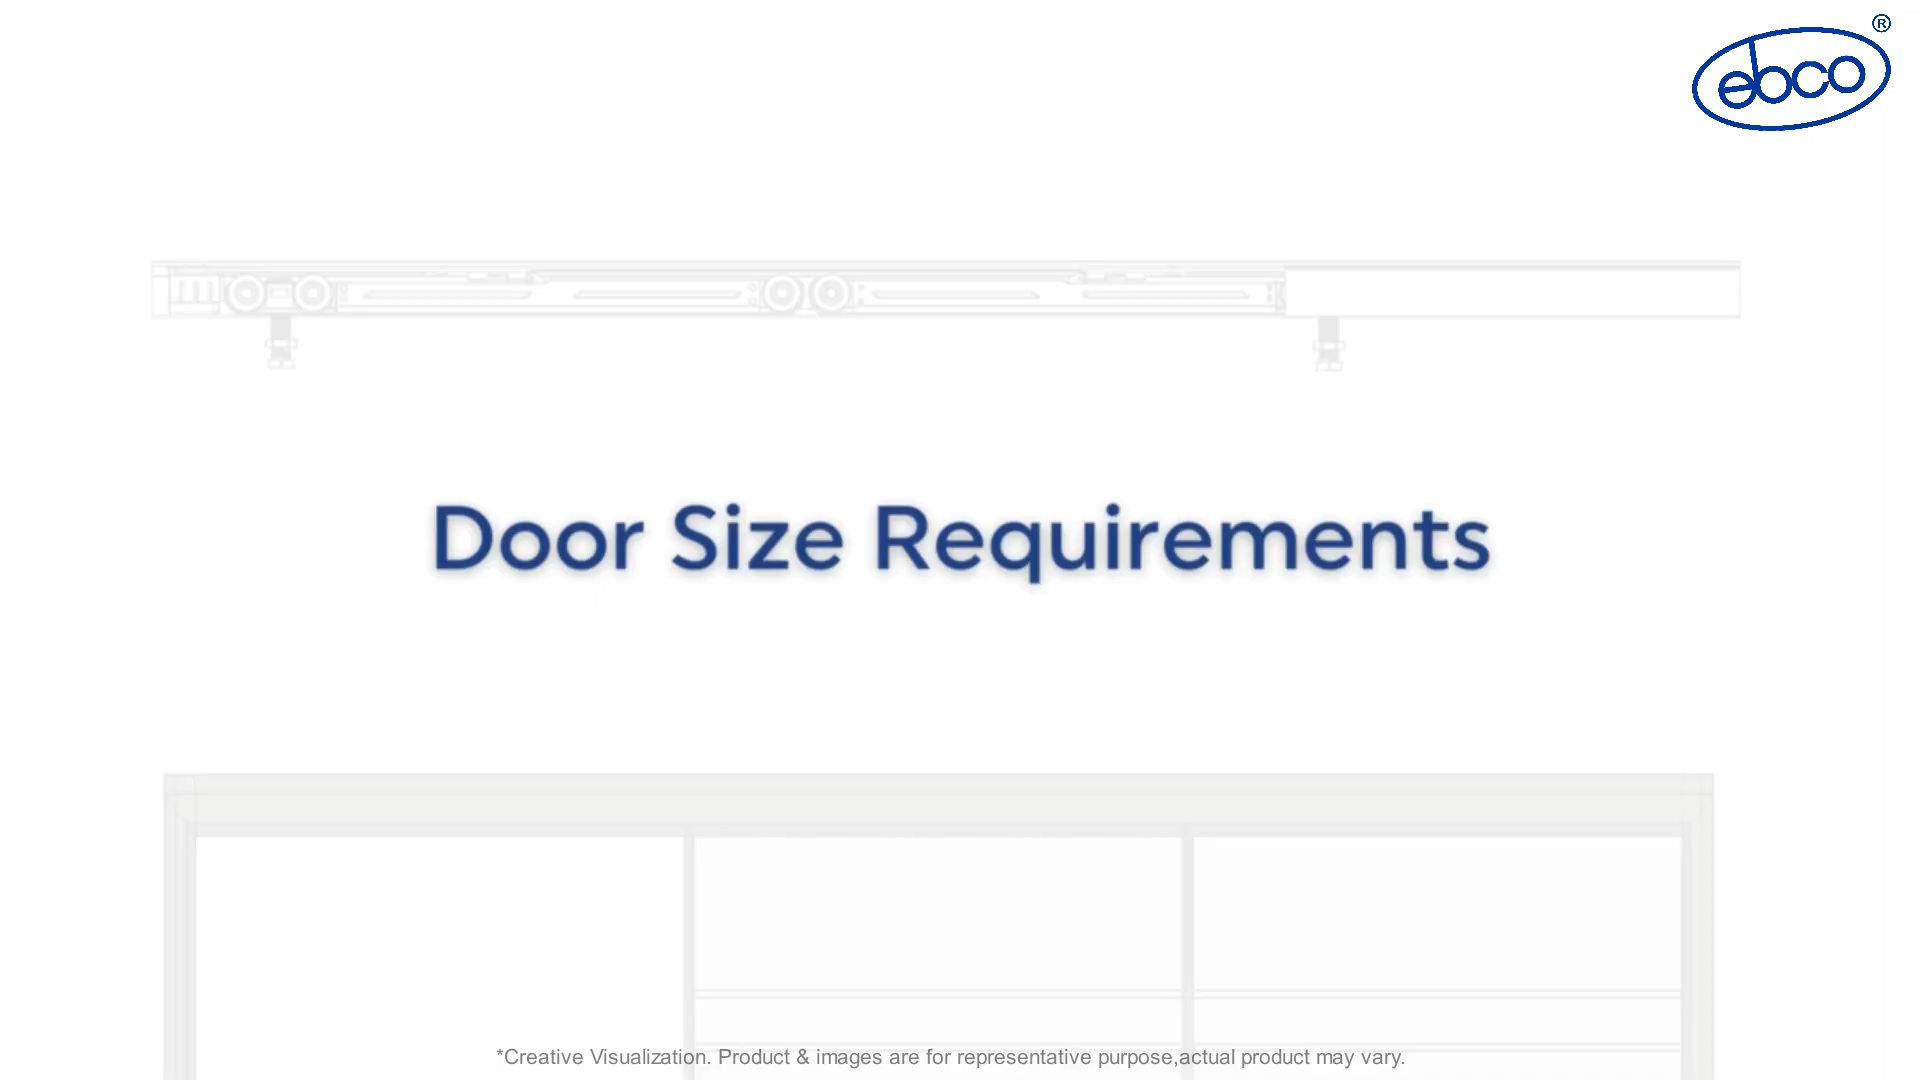 ebco®
Door Size Requirements
*Creative Visualization. Product & images are for representative purpose,actual product may vary.